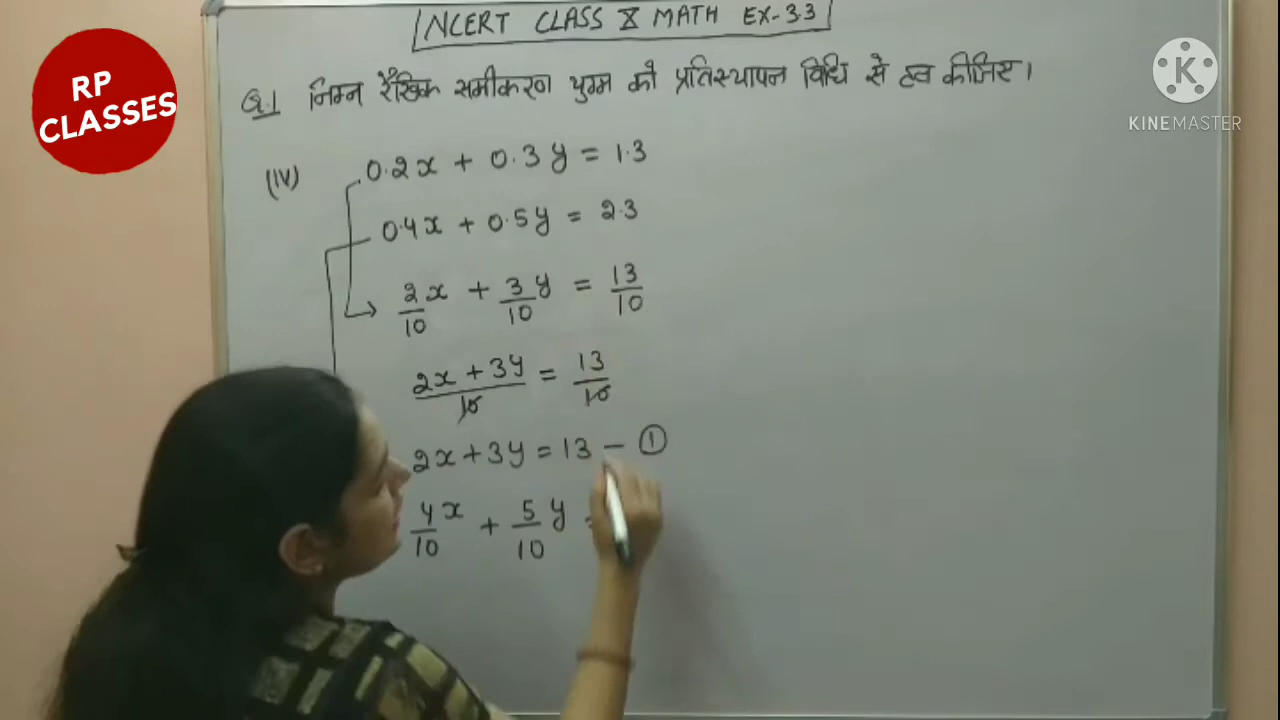 NCERT CLASS X MATH EX-3.3
RP
CLASSES
K
KINEMASTER
Q.1 निम्न रैखिक समीकरण युग्म को प्रतिस्थापन विधि से हल कीजिए।
(iv) 0.2x + 0.3y = 1.3
0.4x + 0.5y = 2.3
2/10 x + 3/10 y = 13/10
2x + 3y / 10 = 13/10
2x + 3y = 13 — ①
4/10 x + 5/10 y =